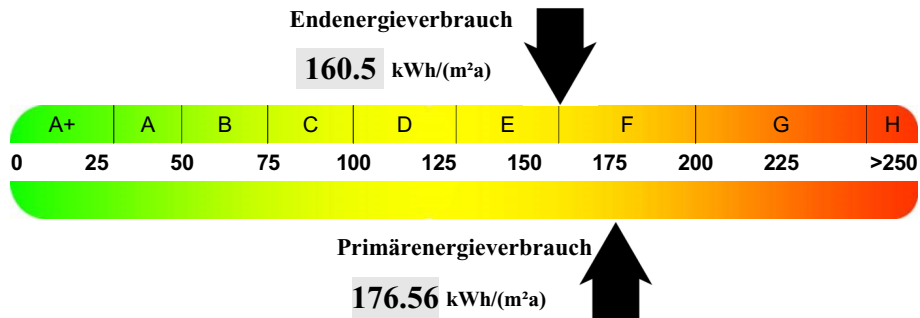 Endenergieverbrauch
160.5 kWh/(m²a)
A+ A B C D E F G H
0 25 50 75 100 125 150 175 200 225 >250
Primärenergieverbrauch
176.56 kWh/(m²a)